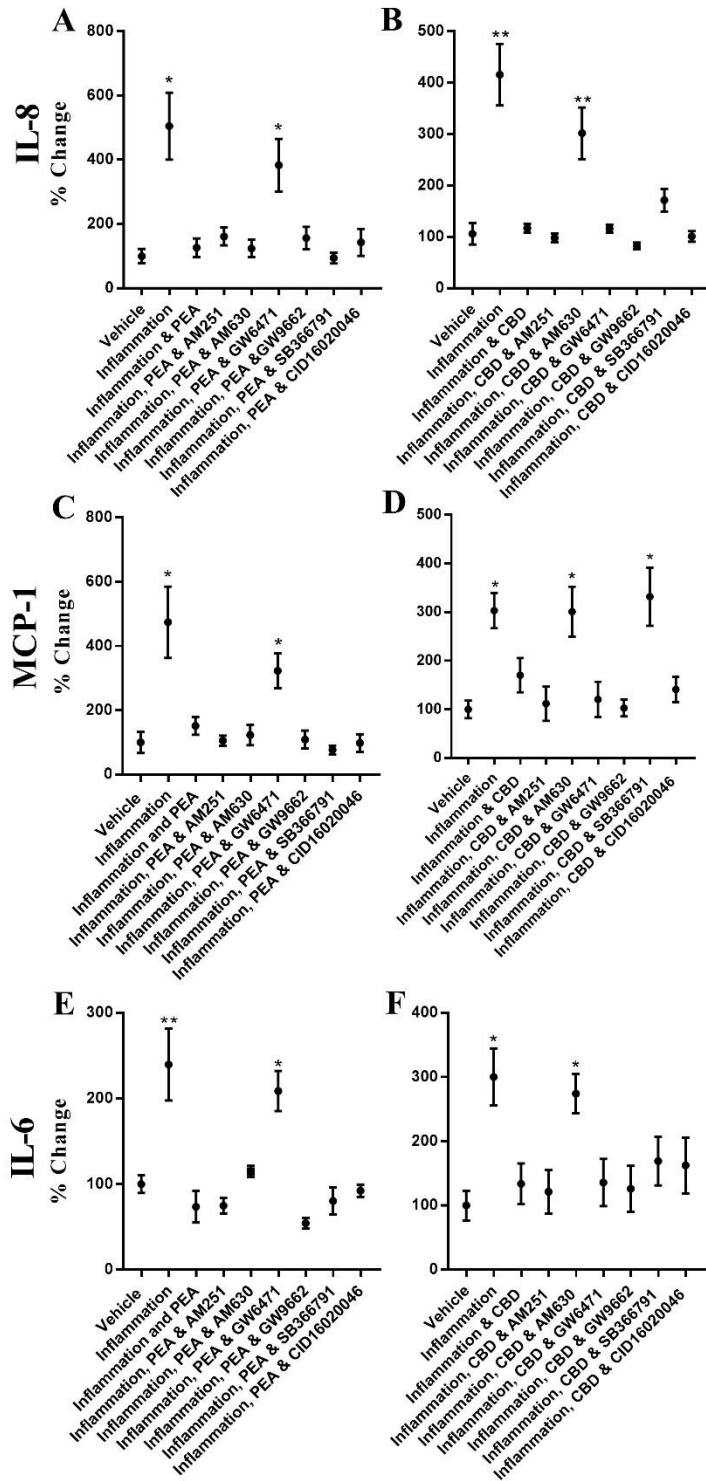 A
IL-8
% Change
800
600
400
200
0
*
*
Vehicle
Inflammation
Inflammation & PEA
Inflammation, PEA & AM251
Inflammation, PEA & AM630
Inflammation, PEA & GW6471
Inflammation, PEA &GW9662
Inflammation, PEA & SB366791
Inflammation, PEA & CID16020046
B
500
400
300
200
100
0
**
**
Vehicle
Inflammation
Inflammation & CBD
Inflammation, CBD & AM251
Inflammation, CBD & AM630
Inflammation, CBD & GW6471
Inflammation, CBD & GW9662
Inflammation, CBD & SB366791
Inflammation, CBD & CID16020046
C
MCP-1
% Change
800
600
400
200
0
*
*
Vehicle
Inflammation
Inflammation and PEA
Inflammation, PEA & AM251
Inflammation, PEA & AM630
Inflammation, PEA & GW6471
Inflammation, PEA & GW9662
Inflammation, PEA & SB366791
Inflammation, PEA & CID16020046
D
500
400
300
200
100
0
*
*
*
Vehicle
Inflammation
Inflammation & CBD
Inflammation, CBD & AM251
Inflammation, CBD & AM630
Inflammation, CBD & GW6471
Inflammation, CBD & GW9662
Inflammation, CBD & SB366791
Inflammation, CBD & CID16020046
E
IL-6
% Change
300
200
100
0
**
*
Vehicle
Inflammation
Inflammation and PEA
Inflammation, PEA & AM251
Inflammation, PEA & AM630
Inflammation, PEA & GW6471
Inflammation, PEA & GW9662
Inflammation, PEA & SB366791
Inflammation, PEA & CID16020046
F
400
300
200
100
0
*
*
Vehicle
Inflammation
Inflammation & CBD
Inflammation, CBD & AM251
Inflammation, CBD & AM630
Inflammation, CBD & GW6471
Inflammation, CBD & GW9662
Inflammation, CBD & SB366791
Inflammation, CBD & CID16020046